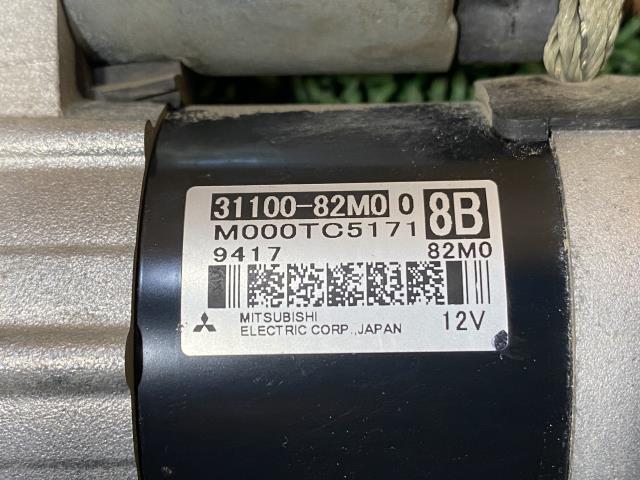 31100-82M0 0 8B
M000TC5171
9417 82M0
MITSUBISHI
ELECTRIC CORP.,JAPAN 12V